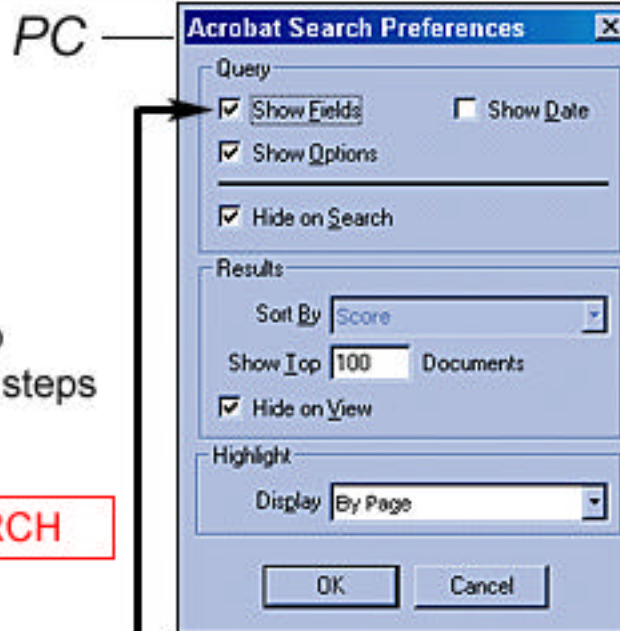 PC
Acrobat Search Preferences
Query
Show Fields Show Date
Show Options
Hide on Search
Results
Sort By Score
Show Top 100 Documents
steps
Hide on View
Highlight
Display By Page
RCH
OK Cancel